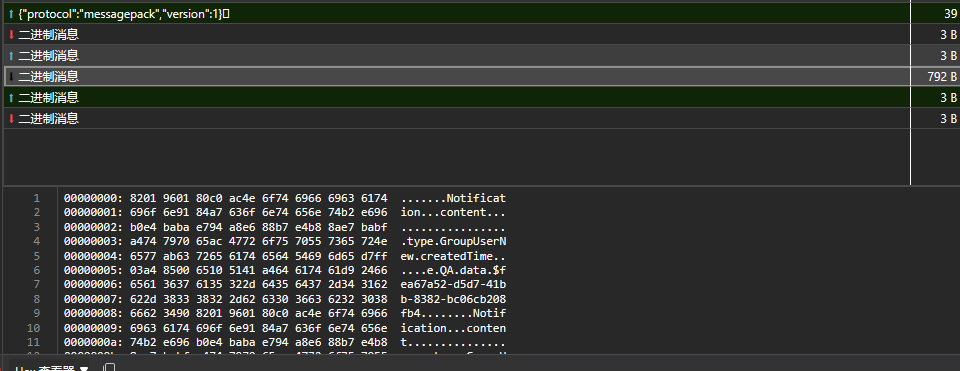 {"protocol":"messagepack","version":1}▯ 39
二进制消息 3 B
二进制消息 3 B
二进制消息 792 B
二进制消息 3 B
二进制消息 3 B
1 00000000: 8201 9601 80c0 ac4e 6f74 6966 6963 6174 .......Notificat
2 00000001: 696f 6e91 84a7 636f 6e74 656e 74b2 e696 ion...content...
3 00000002: b0e4 baba e794 a8e6 88b7 e4b8 8ae7 babf ................
4 00000003: a474 7970 65ac 4772 6f75 7055 7365 724e .type.GroupUserN
5 00000004: 6577 ab63 7265 6174 6564 5469 6d65 d7ff ew.createdTime..
6 00000005: 03a4 8500 6510 5141 a464 6174 61d9 2466 ....e.QA.data.$f
7 00000006: 6561 3637 6135 322d 6435 6437 2d34 3162 ea67a52-d5d7-41b
8 00000007: 622d 3833 3832 2d62 6330 3663 6232 3038 b-8382-bc06cb208
9 00000008: 6662 3490 8201 9601 80c0 ac4e 6f74 6966 fb4........Notif
10 00000009: 6963 6174 696f 6e91 84a7 636f 6e74 656e ication...conten
11 0000000a: 74b2 e696 b0e4 baba e794 a8e6 88b7 e4b8 t...............